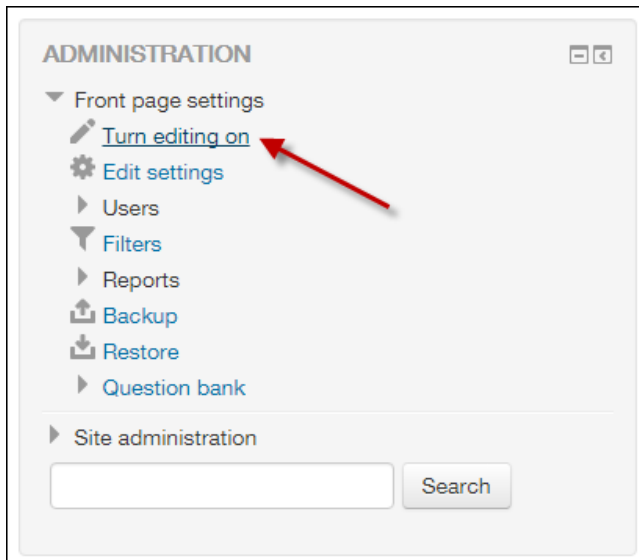 ADMINISTRATION
Front page settings
Turn editing on
Edit settings
Users
Filters
Reports
Backup
Restore
Question bank
Site administration
Search